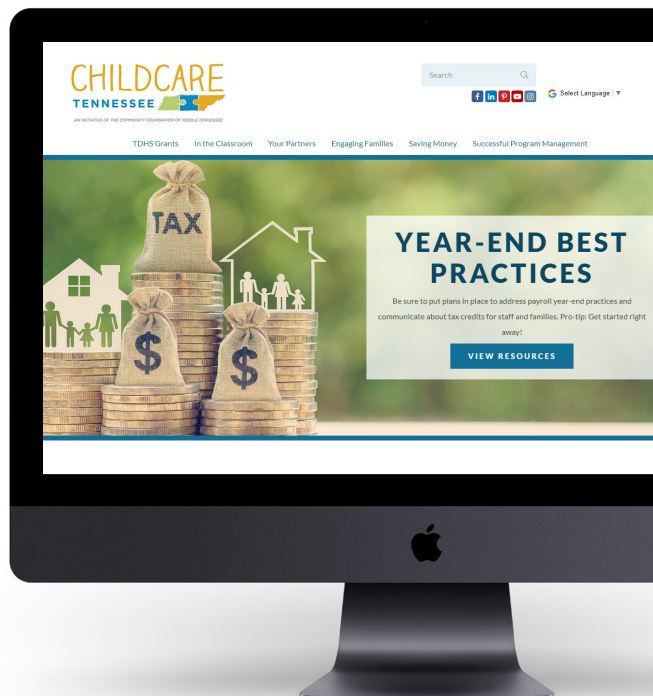 CHILDCARE
TENNESSEE
AN INITIATIVE OF THE COMMUNITY FOUNDATION OF MIDDLE TENNESSEE
Search
Select Language ▼
TDHS Grants In the Classroom Your Partners Engaging Families Saving Money Successful Program Management
TAX
$
$
YEAR-END BEST
PRACTICES
Be sure to put plans in place to address payroll year-end practices and
communicate about tax credits for staff and families. Pro-tip: Get started right
away!
VIEW RESOURCES